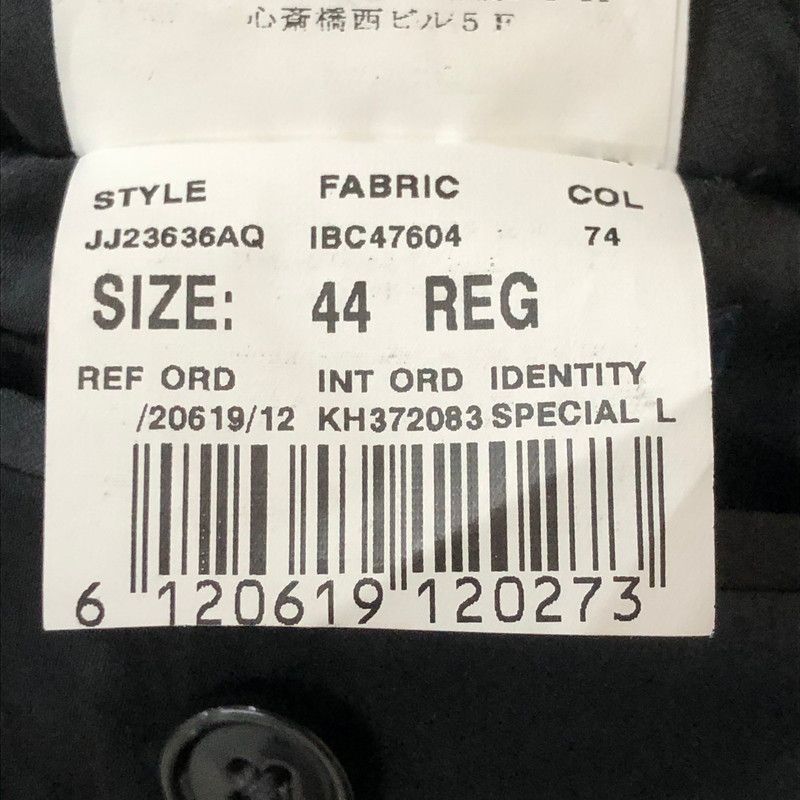 心斎橋西ビル5F
STYLE FABRIC COL
JJ23636AQ IBC47604 74
SIZE: 44 REG
REF ORD INT ORD IDENTITY
/20619/12 KH372083 SPECIAL L
6 120619 120273